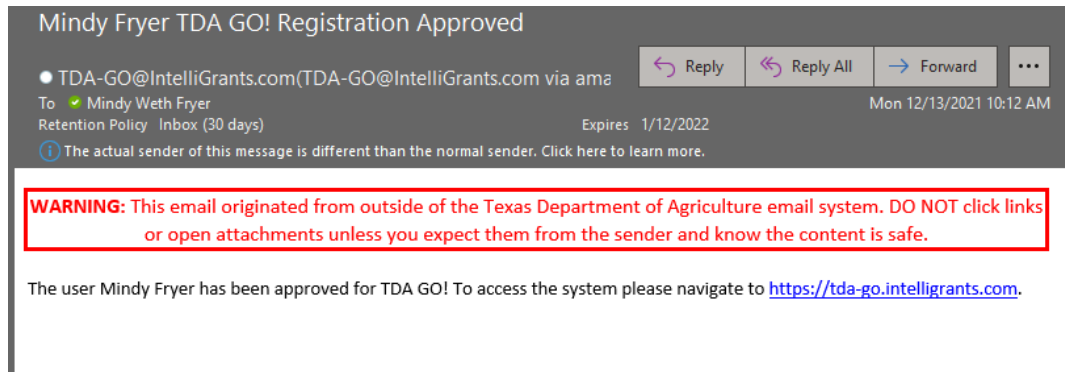 Mindy Fryer TDA GO! Registration Approved
Reply
Reply All
Forward
TDA-GO@IntelliGrants.com(TDA-GO@IntelliGrants.com via ama
To Mindy Weth Fryer
Mon 12/13/2021 10:12 AM
Retention Policy Inbox (30 days)
Expires 1/12/2022
The actual sender of this message is different than the normal sender. Click here to learn more.
WARNING: This email originated from outside of the Texas Department of Agriculture email system. DO NOT click links
or open attachments unless you expect them from the sender and know the content is safe.
The user Mindy Fryer has been approved for TDA GO! To access the system please navigate to https://tda-go.intelligrants.com.